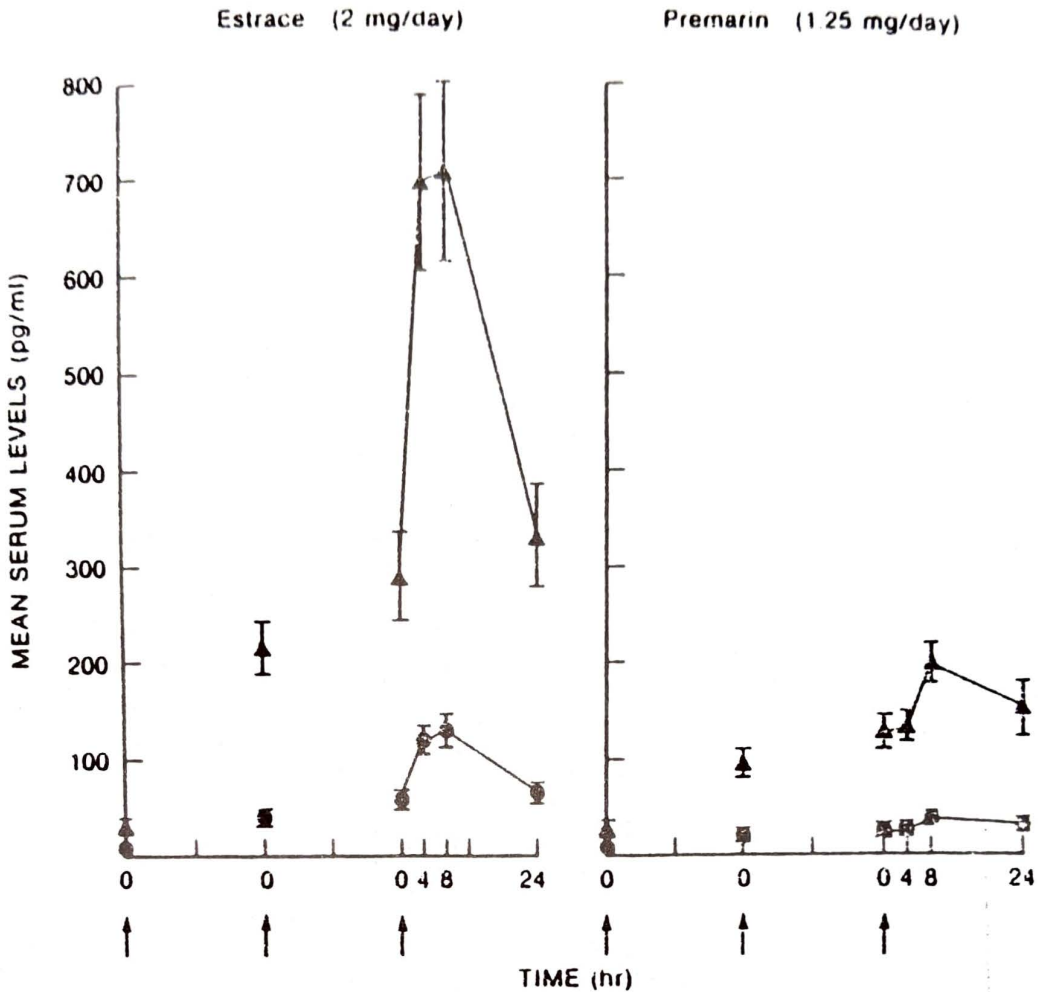 Estrace (2 mg/day)
Premarin (1.25 mg/day)
MEAN SERUM LEVELS (pg/ml)
800
700
600
500
400
300
200
100
0 0 0 4 8 24
0 0 0 4 8 24
TIME (hr)